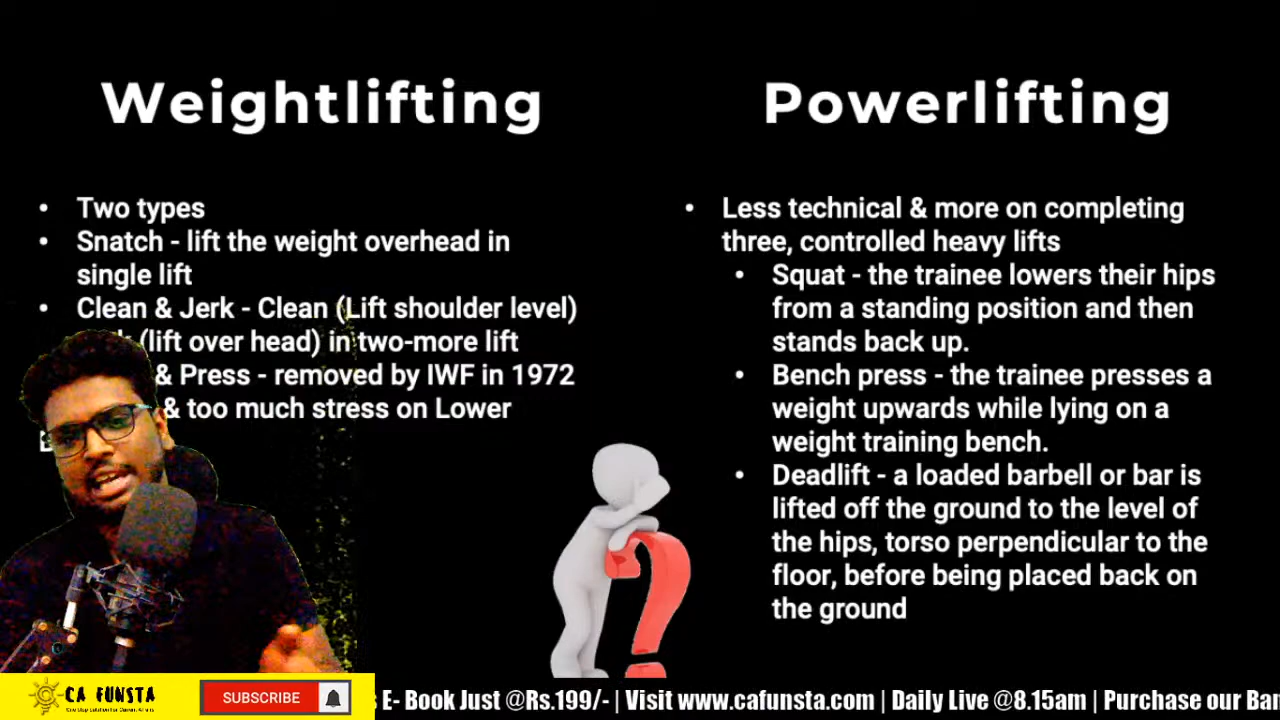 Weightlifting
• Two types
• Snatch - lift the weight overhead in
single lift
• Clean & Jerk - Clean (Lift shoulder level)
(lift over head) in two-more lift
& Press - removed by IWF in 1972
& too much stress on Lower
Powerlifting
• Less technical & more on completing
three, controlled heavy lifts
• Squat - the trainee lowers their hips
from a standing position and then
stands back up.
• Bench press - the trainee presses a
weight upwards while lying on a
weight training bench.
• Deadlift - a loaded barbell or bar is
lifted off the ground to the level of
the hips, torso perpendicular to the
floor, before being placed back on
the ground
CA FUNSTA
One Stop Solution for Current Affairs
SUBSCRIBE
E- Book Just @Rs.199/- | Visit www.cafunsta.com | Daily Live @8.15am | Purchase our